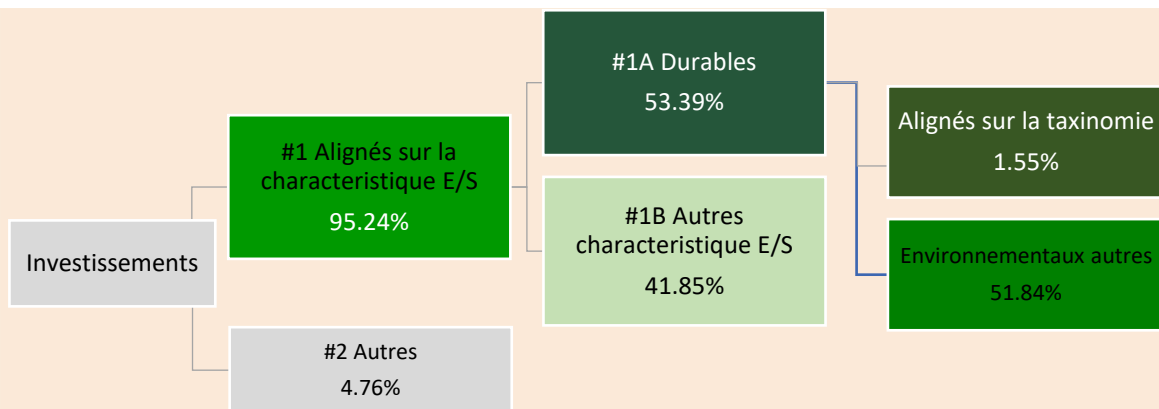 Investissements
#1 Alignés sur la
characteristique E/S
95.24%
#2 Autres
4.76%
#1A Durables
53.39%
#1B Autres
characteristique E/S
41.85%
Alignés sur la taxinomie
1.55%
Environnementaux autres
51.84%